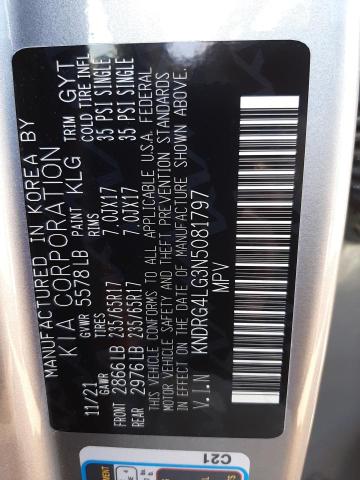 MANUFACTURED IN KOREA BY
KIA CORPORATION
11/21 GVWR 5578LB PAINT KLG TRIM GYT
GAWR TIRES RIMS COLD TIRE INFL
FRONT 2866LB 235/65R17 7.0JX17 35 PSI SINGLE
REAR 2976LB 235/65R17 7.0JX17 35 PSI SINGLE
THIS VEHICLE CONFORMS TO ALL APPLICABLE U.S.A. FEDERAL
MOTOR VEHICLE SAFETY AND THEFT PREVENTION STANDARDS
IN EFFECT ON THE DATE OF MANUFACTURE SHOWN ABOVE.
V.I.N KNDRG4LG3N5081797
MPV
C21